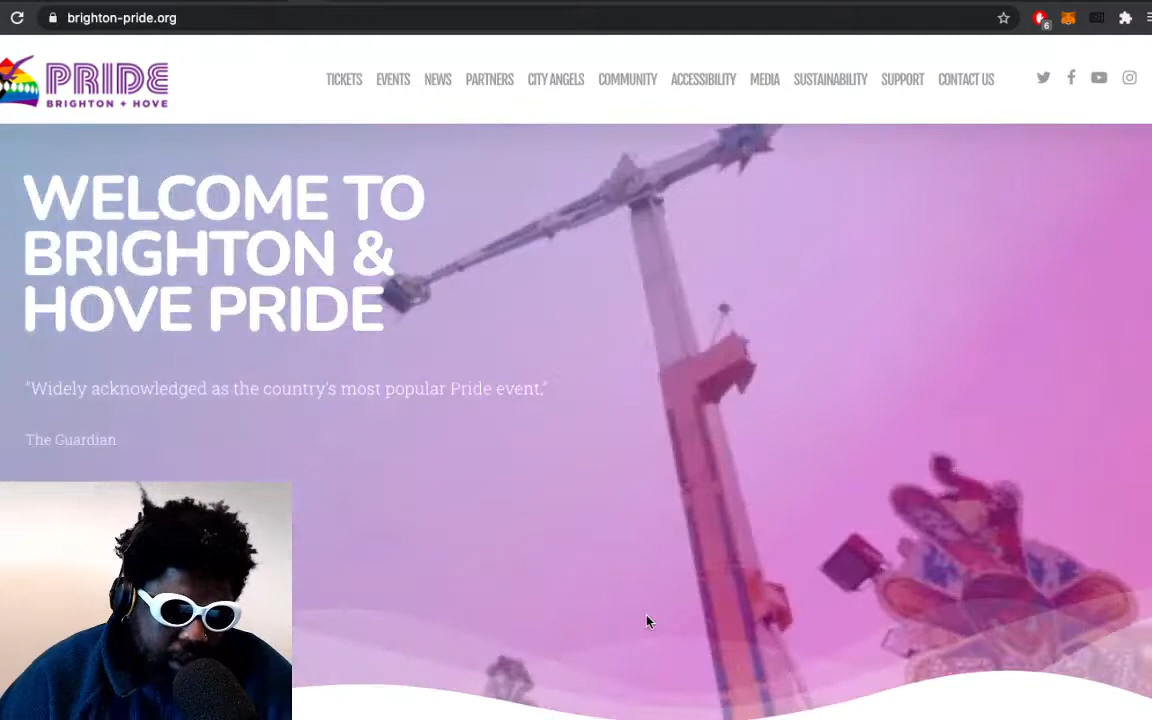 brighton-pride.org
6
PRIDE
BRIGHTON + HOVE
TICKETS EVENTS NEWS PARTNERS CITY ANGELS COMMUNITY ACCESSIBILITY MEDIA SUSTAINABILITY SUPPORT CONTACT US
WELCOME TO
BRIGHTON &
HOVE PRIDE
"Widely acknowledged as the country's most popular Pride event,"
The Guardian